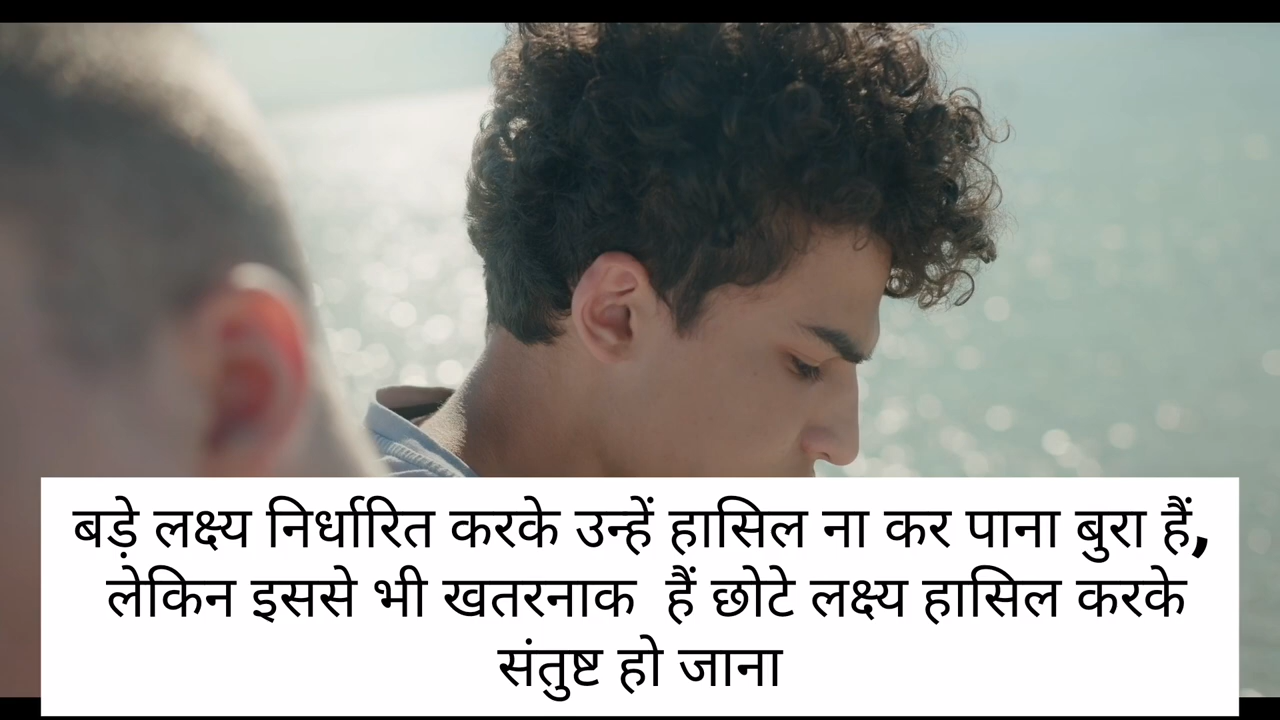 बड़े लक्ष्य निर्धारित करके उन्हें हासिल ना कर पाना बुरा हैं,
लेकिन इससे भी खतरनाक हैं छोटे लक्ष्य हासिल करके
संतुष्ट हो जाना